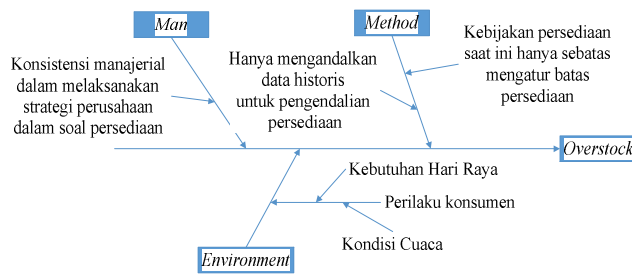 Man
Method
Konsistensi manajerial
dalam melaksanakan
strategi perusahaan
dalam soal persediaan
Hanya mengandalkan
data historis
untuk pengendalian
persediaan
Kebijakan persediaan
saat ini hanya sebatas
mengatur batas
persediaan
Overstock
Kebutuhan Hari Raya
Perilaku konsumen
Kondisi Cuaca
Environment